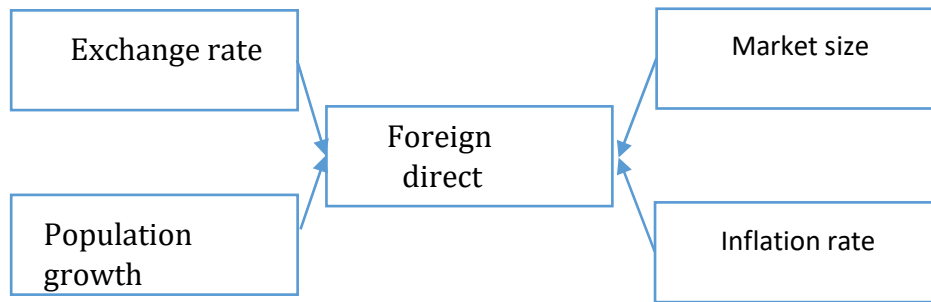 Exchange rate
Market size
Foreign
direct
Population
growth
Inflation rate